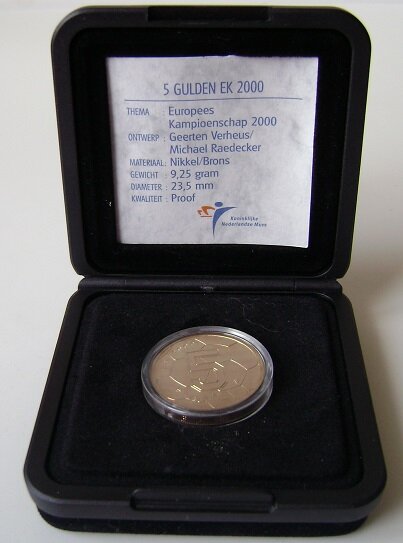 5 GULDEN EK 2000
THEMA : Europees
Kampioenschap 2000
ONTWERP : Geerten Verheus/
Michael Raedecker
MATERIAAL : Nikkel/Brons
GEWICHT : 9,25 gram
DIAMETER : 23,5 mm
KWALITEIT : Proof
Koninklijke
Nederlandse Munt